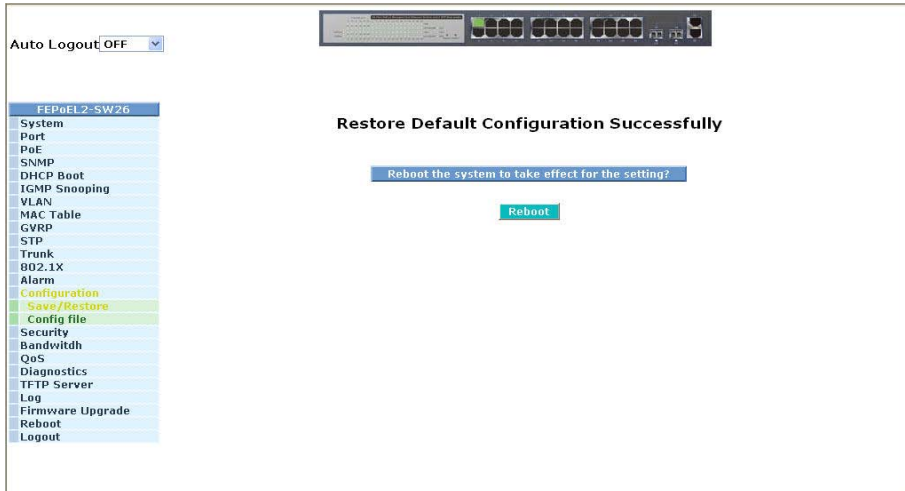 Auto Logout OFF
FEPoEL2-SW26
System
Port
PoE
SNMP
DHCP Boot
IGMP Snooping
VLAN
MAC Table
GVRP
STP
Trunk
802.1X
Alarm
Configuration
Save/Restore
Config file
Security
Bandwitdh
QoS
Diagnostics
TFTP Server
Log
Firmware Upgrade
Reboot
Logout
Restore Default Configuration Successfully
Reboot the system to take effect for the setting?
Reboot